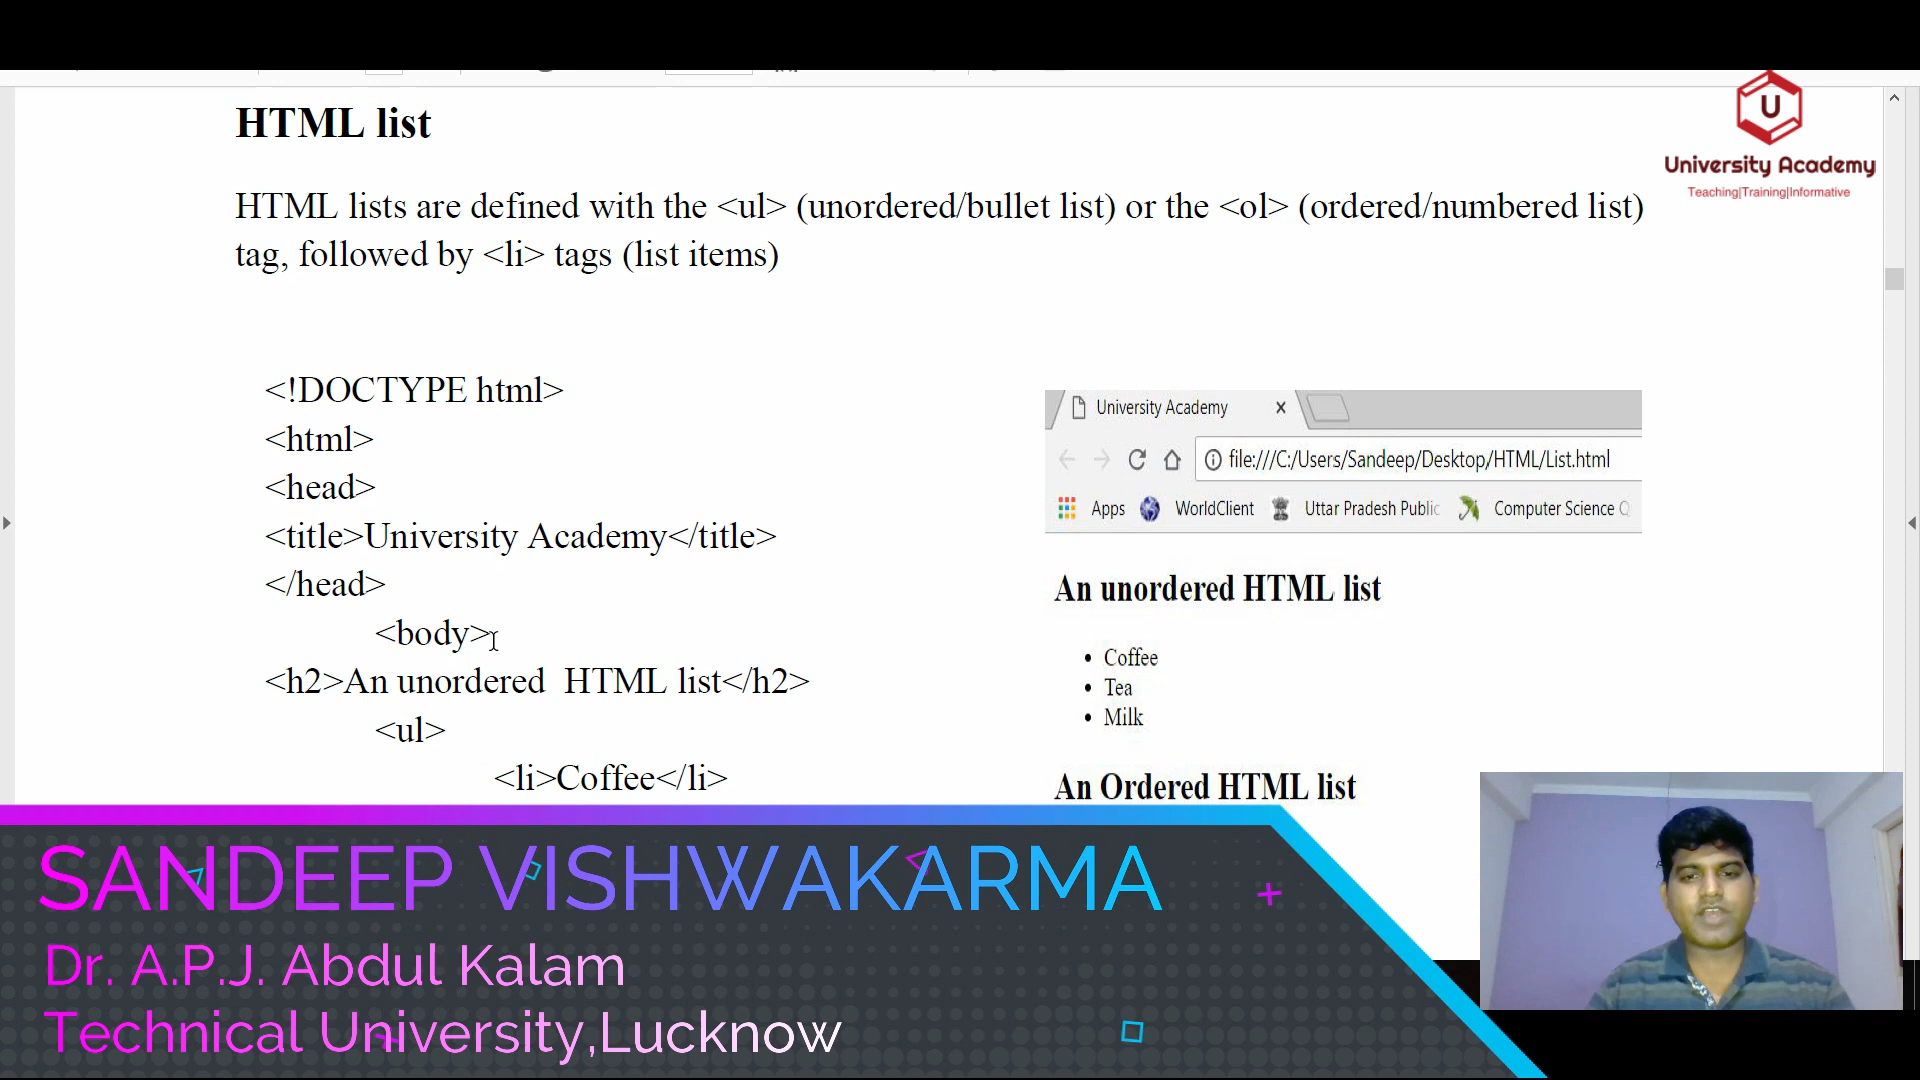 HTML list
U
University Academy
Teaching|Training|Informative
HTML lists are defined with the <ul> (unordered/bullet list) or the <ol> (ordered/numbered list)
tag, followed by <li> tags (list items)
<!DOCTYPE html>
<html>
<head>
<title>University Academy</title>
</head>
<body>
<h2>An unordered  HTML list</h2>
<ul>
<li>Coffee</li>
University Academy
file:///C:/Users/Sandeep/Desktop/HTML/List.html
Apps WorldClient Uttar Pradesh Public Computer Science Q
An unordered HTML list
• Coffee
• Tea
• Milk
An Ordered HTML list
SANDEEP VISHWAKARMA
Dr. A.P.J. Abdul Kalam
Technical University,Lucknow